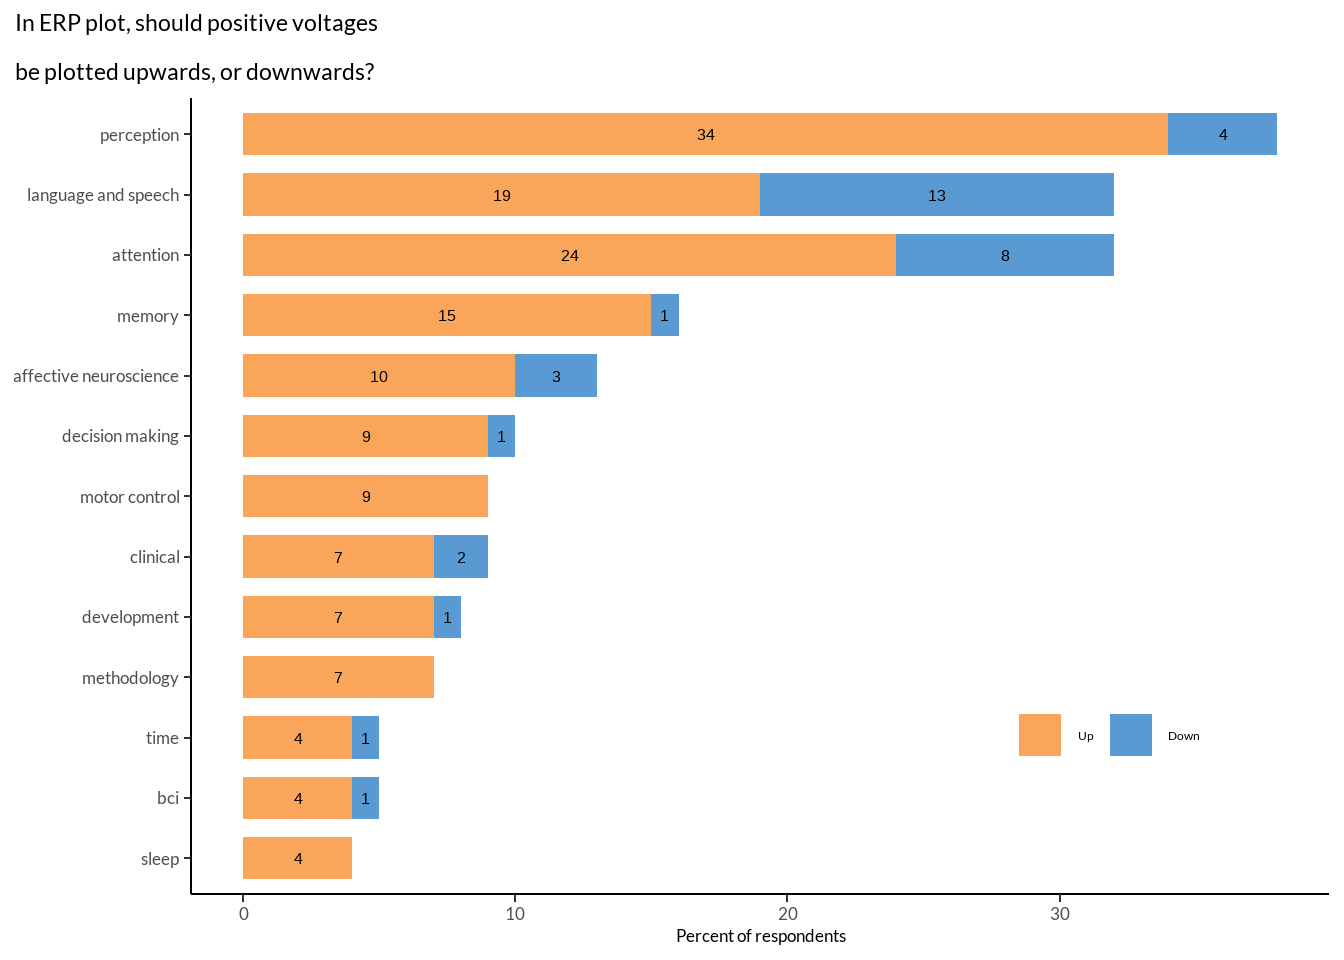 In ERP plot, should positive voltages
be plotted upwards, or downwards?
perception 34 4
language and speech 19 13
attention 24 8
memory 15 1
affective neuroscience 10 3
decision making 9 1
motor control 9
clinical 7 2
development 7 1
methodology 7
time 4 1
Up Down
bci 4 1
sleep 4
0 10 20 30
Percent of respondents